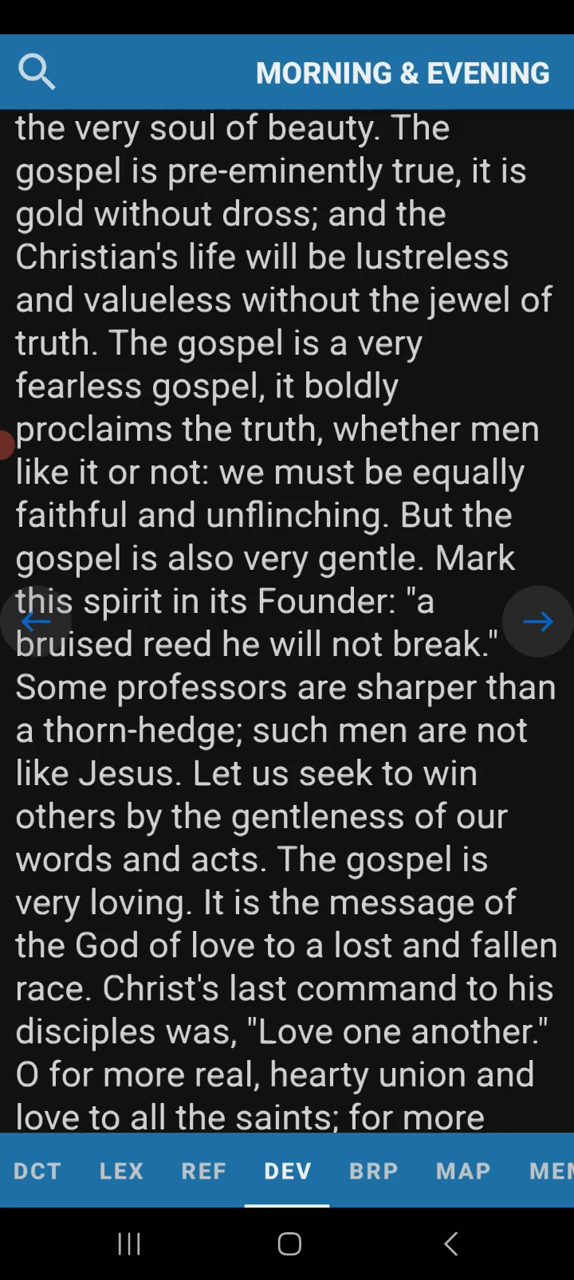 MORNING & EVENING
the very soul of beauty. The
gospel is pre-eminently true, it is
gold without dross; and the
Christian's life will be lustreless
and valueless without the jewel of
truth. The gospel is a very
fearless gospel, it boldly
proclaims the truth, whether men
like it or not: we must be equally
faithful and unflinching. But the
gospel is also very gentle. Mark
this spirit in its Founder: "a
bruised reed he will not break."
Some professors are sharper than
a thorn-hedge; such men are not
like Jesus. Let us seek to win
others by the gentleness of our
words and acts. The gospel is
very loving. It is the message of
the God of love to a lost and fallen
race. Christ's last command to his
disciples was, "Love one another."
O for more real, hearty union and
love to all the saints; for more
DCT LEX REF DEV BRP MAP MEM